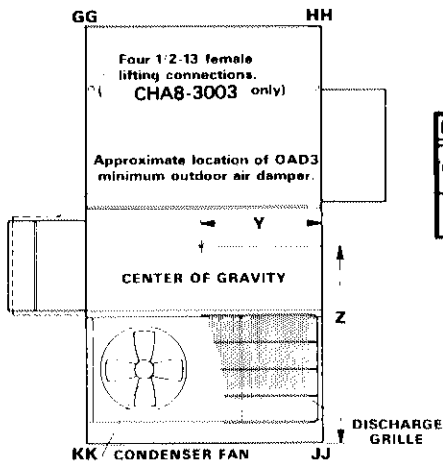 GG HH
Four 1/2-13 female
lifting connections.
CHA8-3003 only)
Approximate location of OAD3
minimum outdoor air damper.
Y
CENTER OF GRAVITY
Z
DISCHARGE
GRILLE
KK CONDENSER FAN JJ